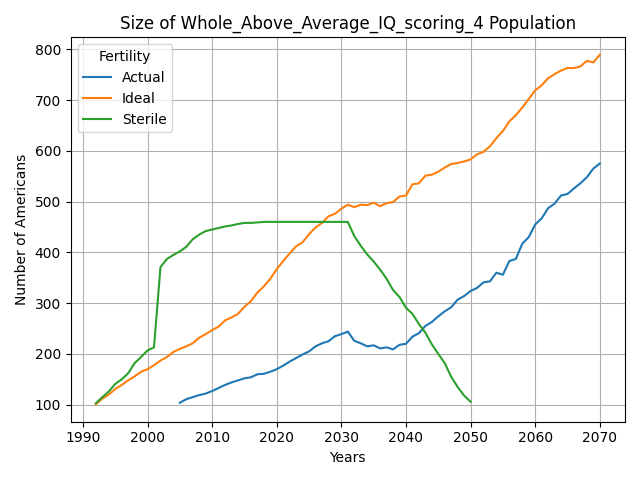 Size of Whole_Above_Average_IQ_scoring_4 Population
Fertility
Actual
Ideal
Sterile
Number of Americans
800
700
600
500
400
300
200
100
1990
2000
2010
2020
2030
2040
2050
2060
2070
Years